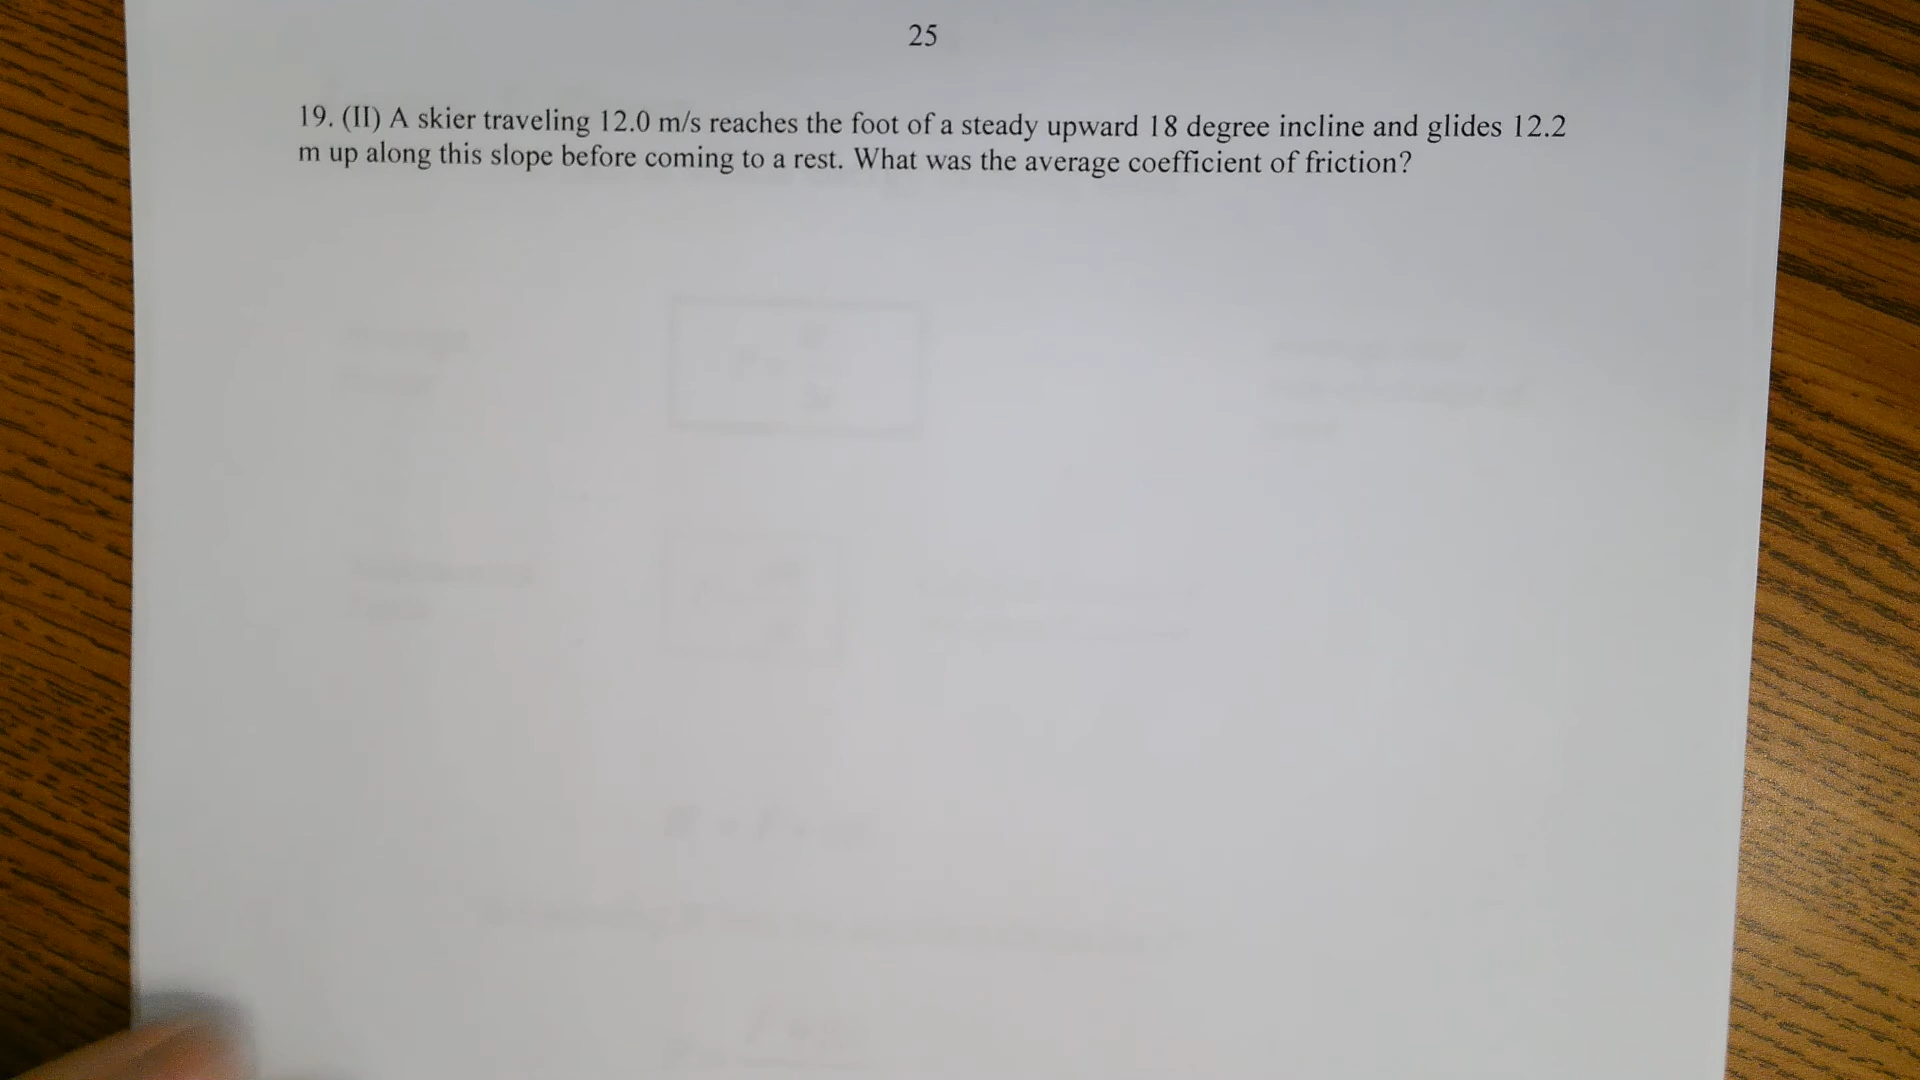 25
19. (II) A skier traveling 12.0 m/s reaches the foot of a steady upward 18 degree incline and glides 12.2
m up along this slope before coming to a rest. What was the average coefficient of friction?